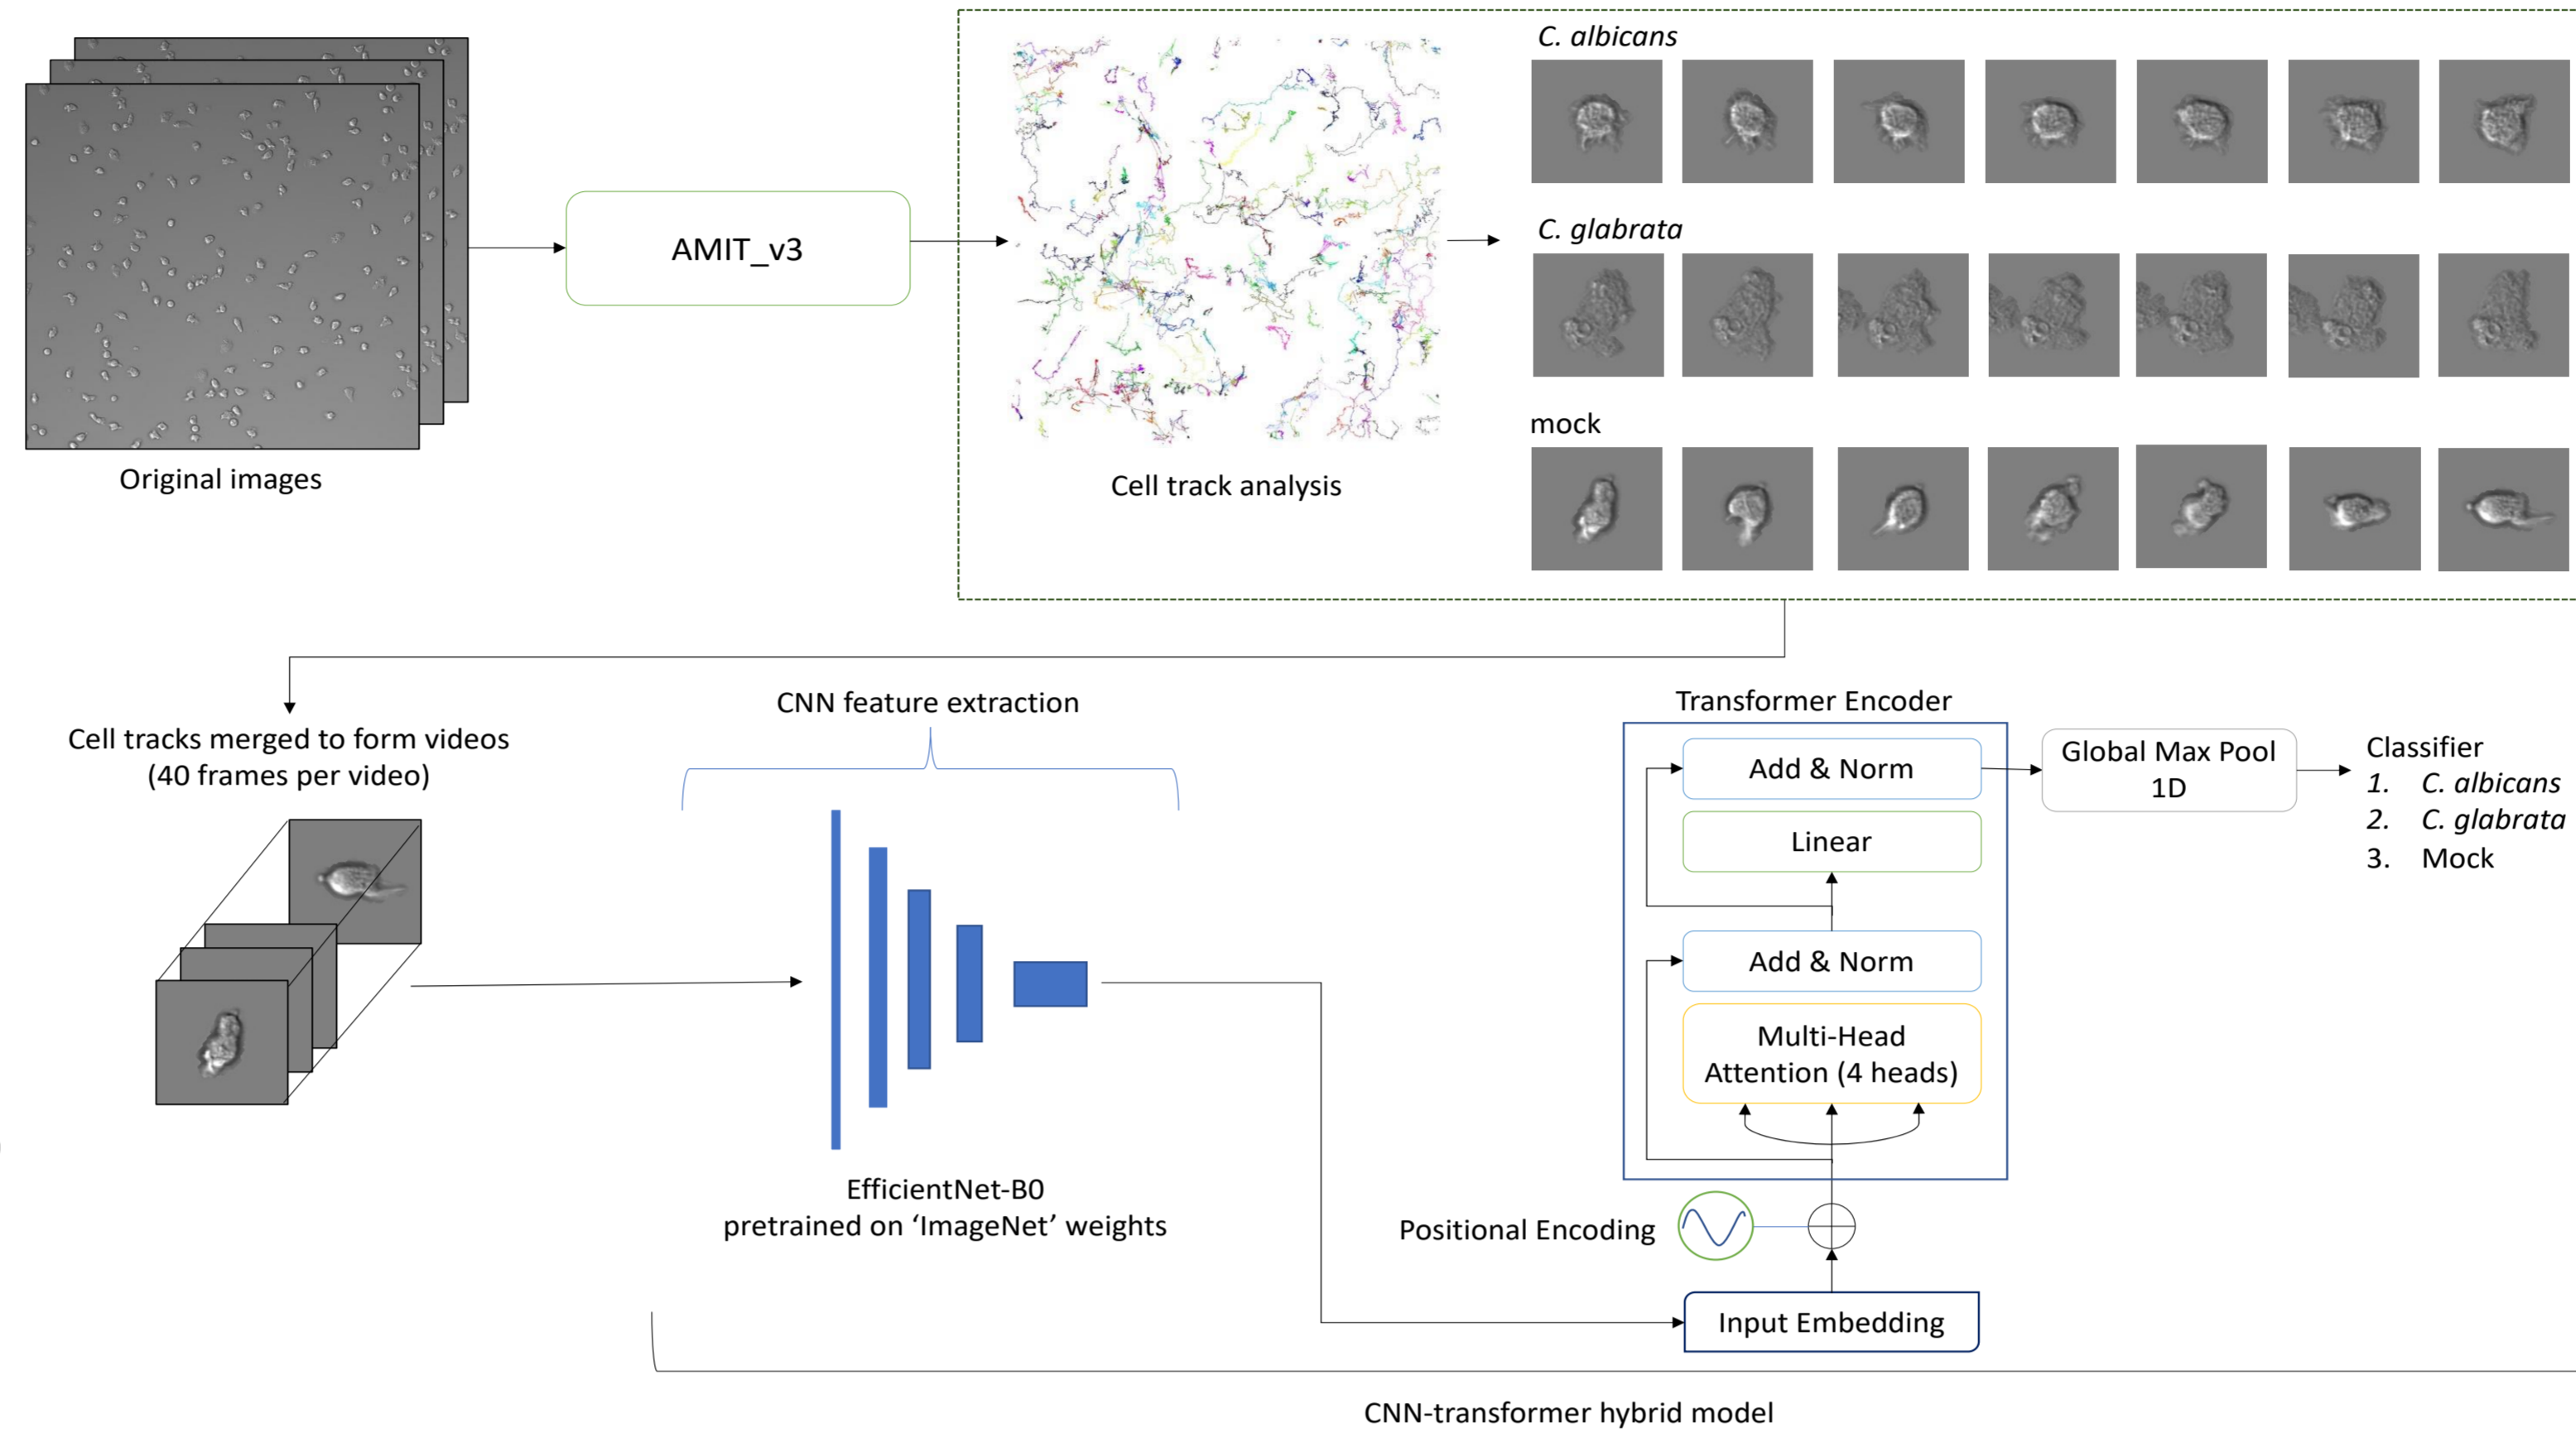 Original images
AMIT_v3
Cell track analysis
C. albicans
C. glabrata
mock
Cell tracks merged to form videos
(40 frames per video)
CNN feature extraction
EfficientNet-B0
pretrained on ‘ImageNet’ weights
Transformer Encoder
Add & Norm
Linear
Add & Norm
Multi-Head
Attention (4 heads)
Positional Encoding
Input Embedding
Global Max Pool
1D
Classifier
1. C. albicans
2. C. glabrata
3. Mock
CNN-transformer hybrid model